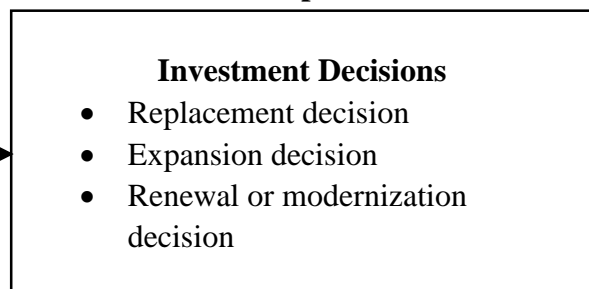 Investment Decisions
• Replacement decision
• Expansion decision
• Renewal or modernization
decision